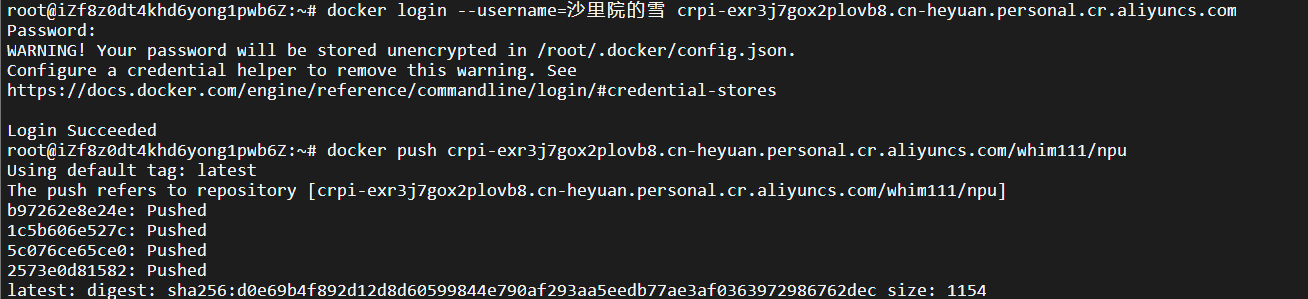 root@iZf8z0dt4khd6yong1pwb6Z:~# docker login --username=沙里院的雪 crpi-exr3j7gox2plovb8.cn-heyuan.personal.cr.aliyuncs.com
Password:
WARNING! Your password will be stored unencrypted in /root/.docker/config.json.
Configure a credential helper to remove this warning. See
https://docs.docker.com/engine/reference/commandline/login/#credential-stores
Login Succeeded
root@iZf8z0dt4khd6yong1pwb6Z:~# docker push crpi-exr3j7gox2plovb8.cn-heyuan.personal.cr.aliyuncs.com/whim111/npu
Using default tag: latest
The push refers to repository [crpi-exr3j7gox2plovb8.cn-heyuan.personal.cr.aliyuncs.com/whim111/npu]
b97262e8e24e: Pushed
1c5b606e527c: Pushed
5c076ce65ce0: Pushed
2573e0d81582: Pushed
latest: digest: sha256:d0e69b4f892d12d8d60599844e790af293aa5eedb77ae3af0363972986762dec size: 1154